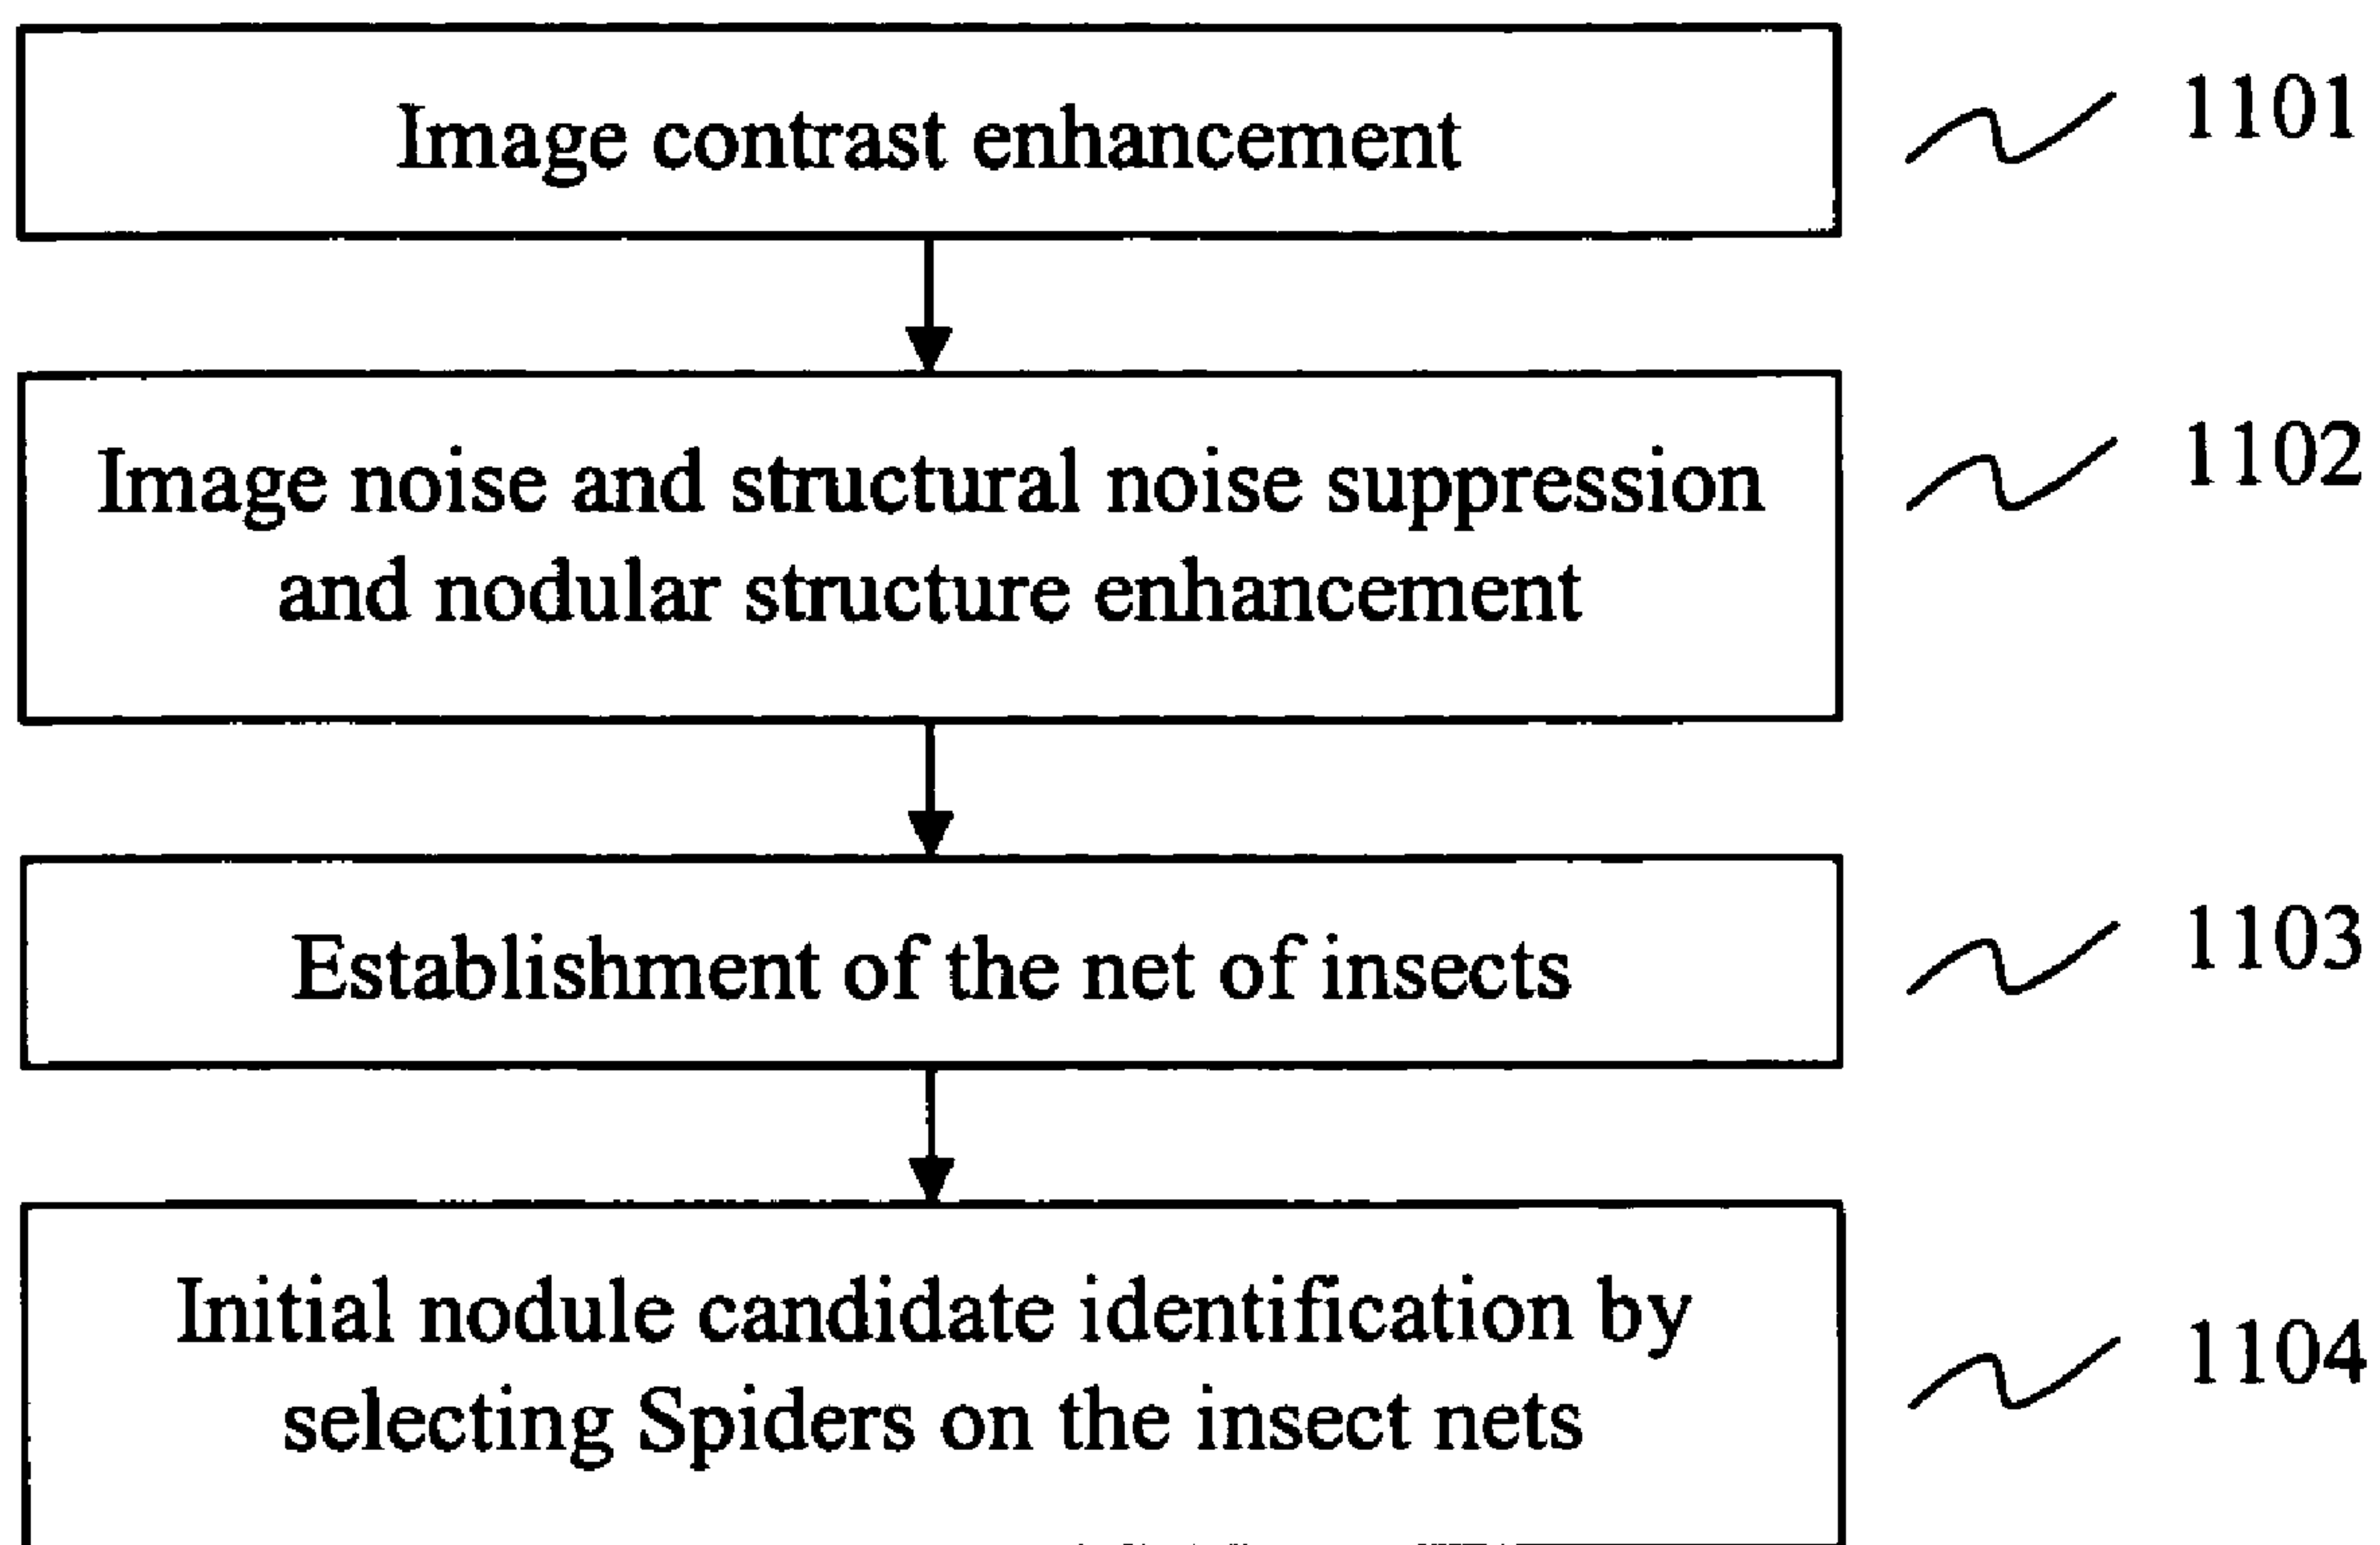 Image contrast enhancement
1101
Image noise and structural noise suppression
and nodular structure enhancement
1102
Establishment of the net of insects
1103
Initial nodule candidate identification by
selecting Spiders on the insect nets
1104